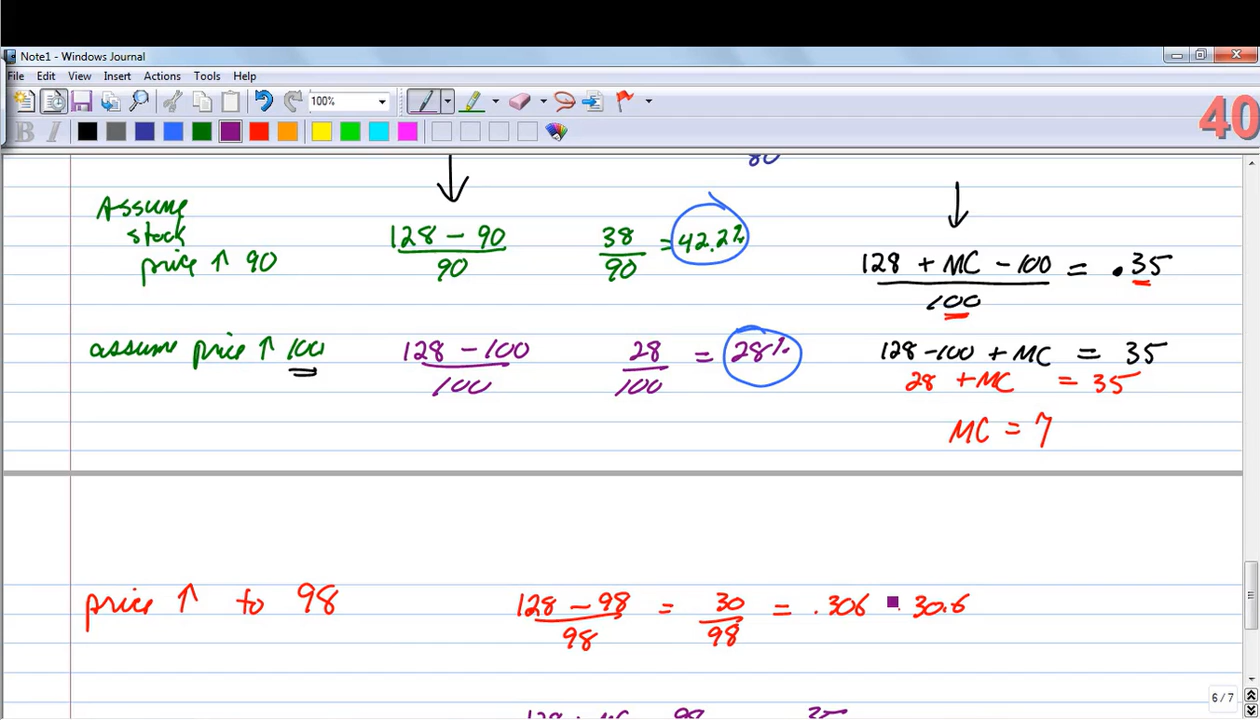 Note1 - Windows Journal
File Edit View Insert Actions Tools Help
100%
40
B I
80
Assume
stock
price ↑ 90
128 - 90 / 90
38 / 90 = 42.2%
128 + MC - 100 / 100 = .35
assume price ↑ 100
128 - 100 / 100
28 / 100 = 28%
128 - 100 + MC = 35
28 + MC = 35
MC = 7
price ↑ to 98
128 - 98 / 98 = 30 / 98 = .306 30.6
6 / 7